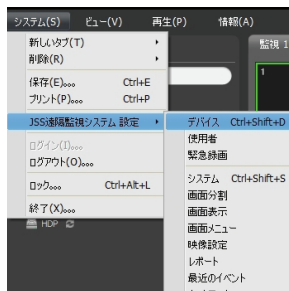 システム(S) ビュー(V) 再生(P) 情報(A)
新しいタブ(T)
削除(R)
監視 1
1
保存(E)... Ctrl+E
プリント(P)... Ctrl+P
JSS遠隔監視システム 設定
デバイス Ctrl+Shift+D
使用者
緊急録画
ログイン(I)...
ログアウト(O)...
システム Ctrl+Shift+S
ロック... Ctrl+Alt+L
画面分割
画面表示
終了(X)...
画面メニュー
HDP
映像設定
レポート
最近のイベント